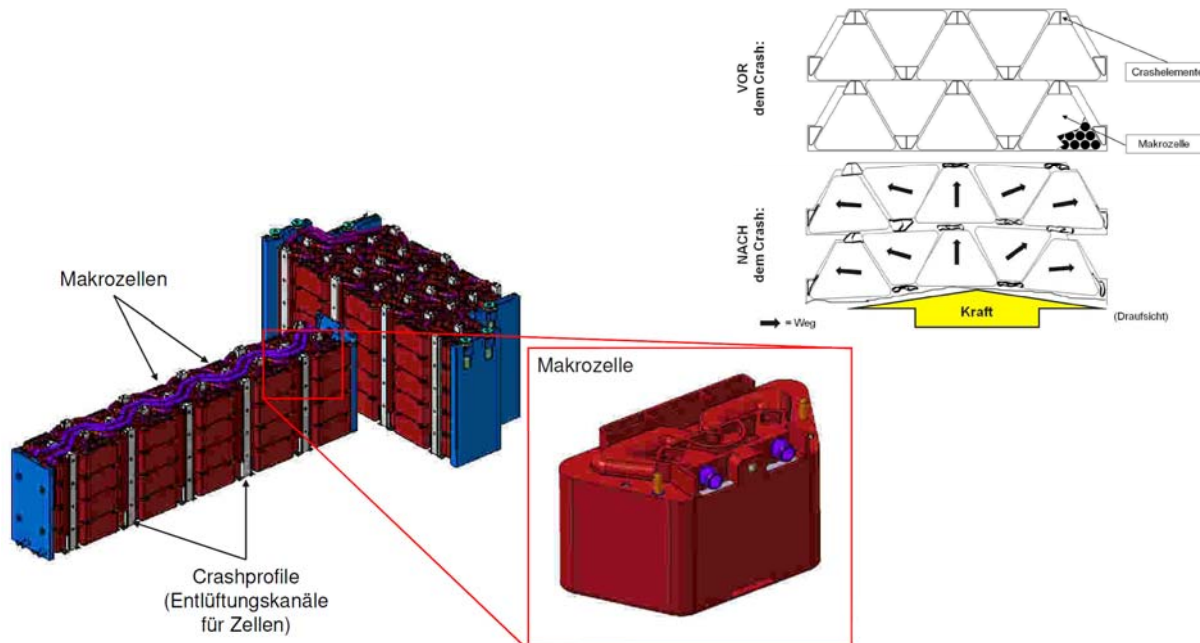 VOR
dem Crash:
Crashelemente
Makrozelle
NACH
dem Crash:
Kraft
= Weg
(Draufsicht)
Makrozellen
Makrozelle
Crashprofile
(Entlüftungskanäle
für Zellen)